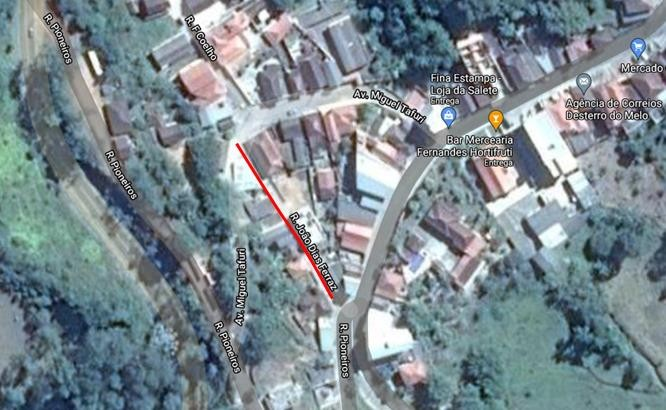 R. Pioneiros
R. F Coelho
Fina Estampa -
Loja da Salete
Entrega
Mercado
Av. Miguel Tafuri
Agência de Correios
Desterro do Melo
Bar Mercearia
Fernandes Hortifruti
Entrega
R. Pioneiros
R. João Dias Ferraz
Av. Miguel Tafuri
R. Pioneiros
R. Pioneiros